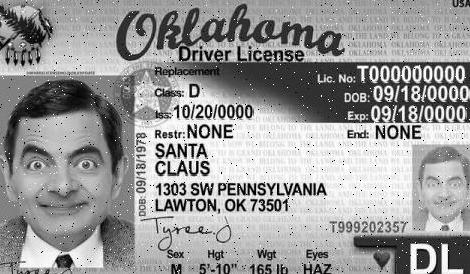 USA
Oklahoma
Driver License
Replacement
Lic. No: T000000000
Class: D
DOB: 09/18/0000
Iss: 10/20/0000
Exp: 09/18/0000
Restr: NONE
End: NONE
SANTA
CLAUS
1303 SW PENNSYLVANIA
LAWTON, OK 73501
DOB: 09/18/1978
Tyree J
T999202357
Sex Hgt Wgt Eyes
M 5'-10" 165 lb HAZ
DL